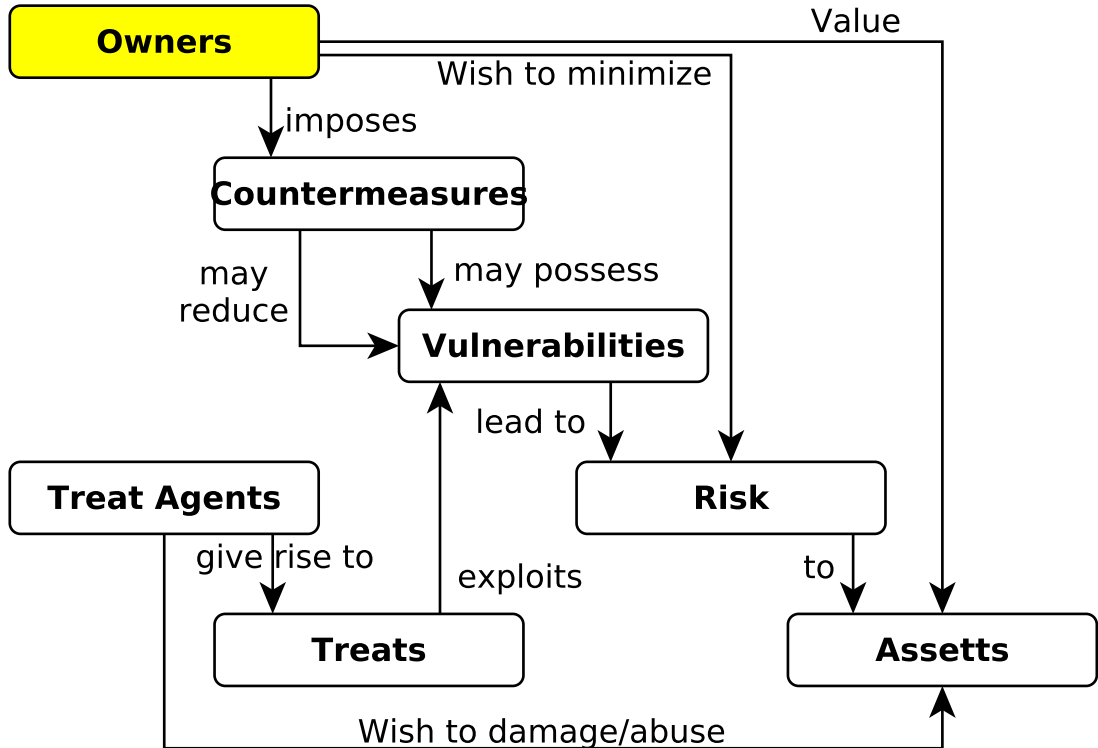 Value
Owners
Wish to minimize
imposes
Countermeasures
may
reduce
may possess
Vulnerabilities
lead to
Treat Agents
Risk
give rise to
to
exploits
Treats
Assetts
Wish to damage/abuse